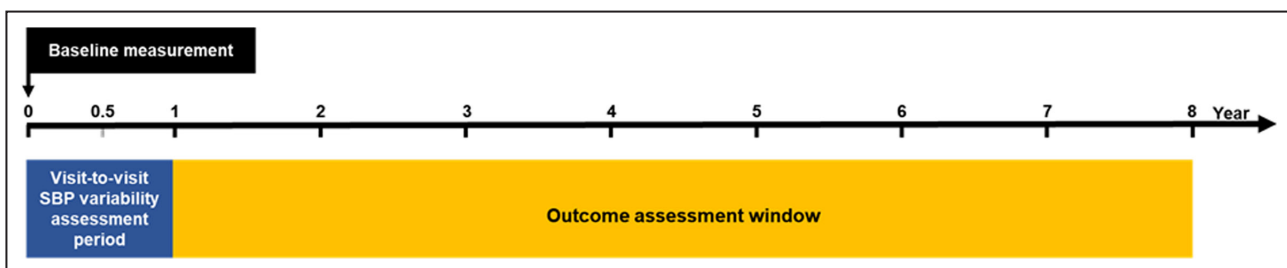 Baseline measurement
0 0.5 1 2 3 4 5 6 7 8 Year
Visit-to-visit
SBP variability
assessment
period
Outcome assessment window